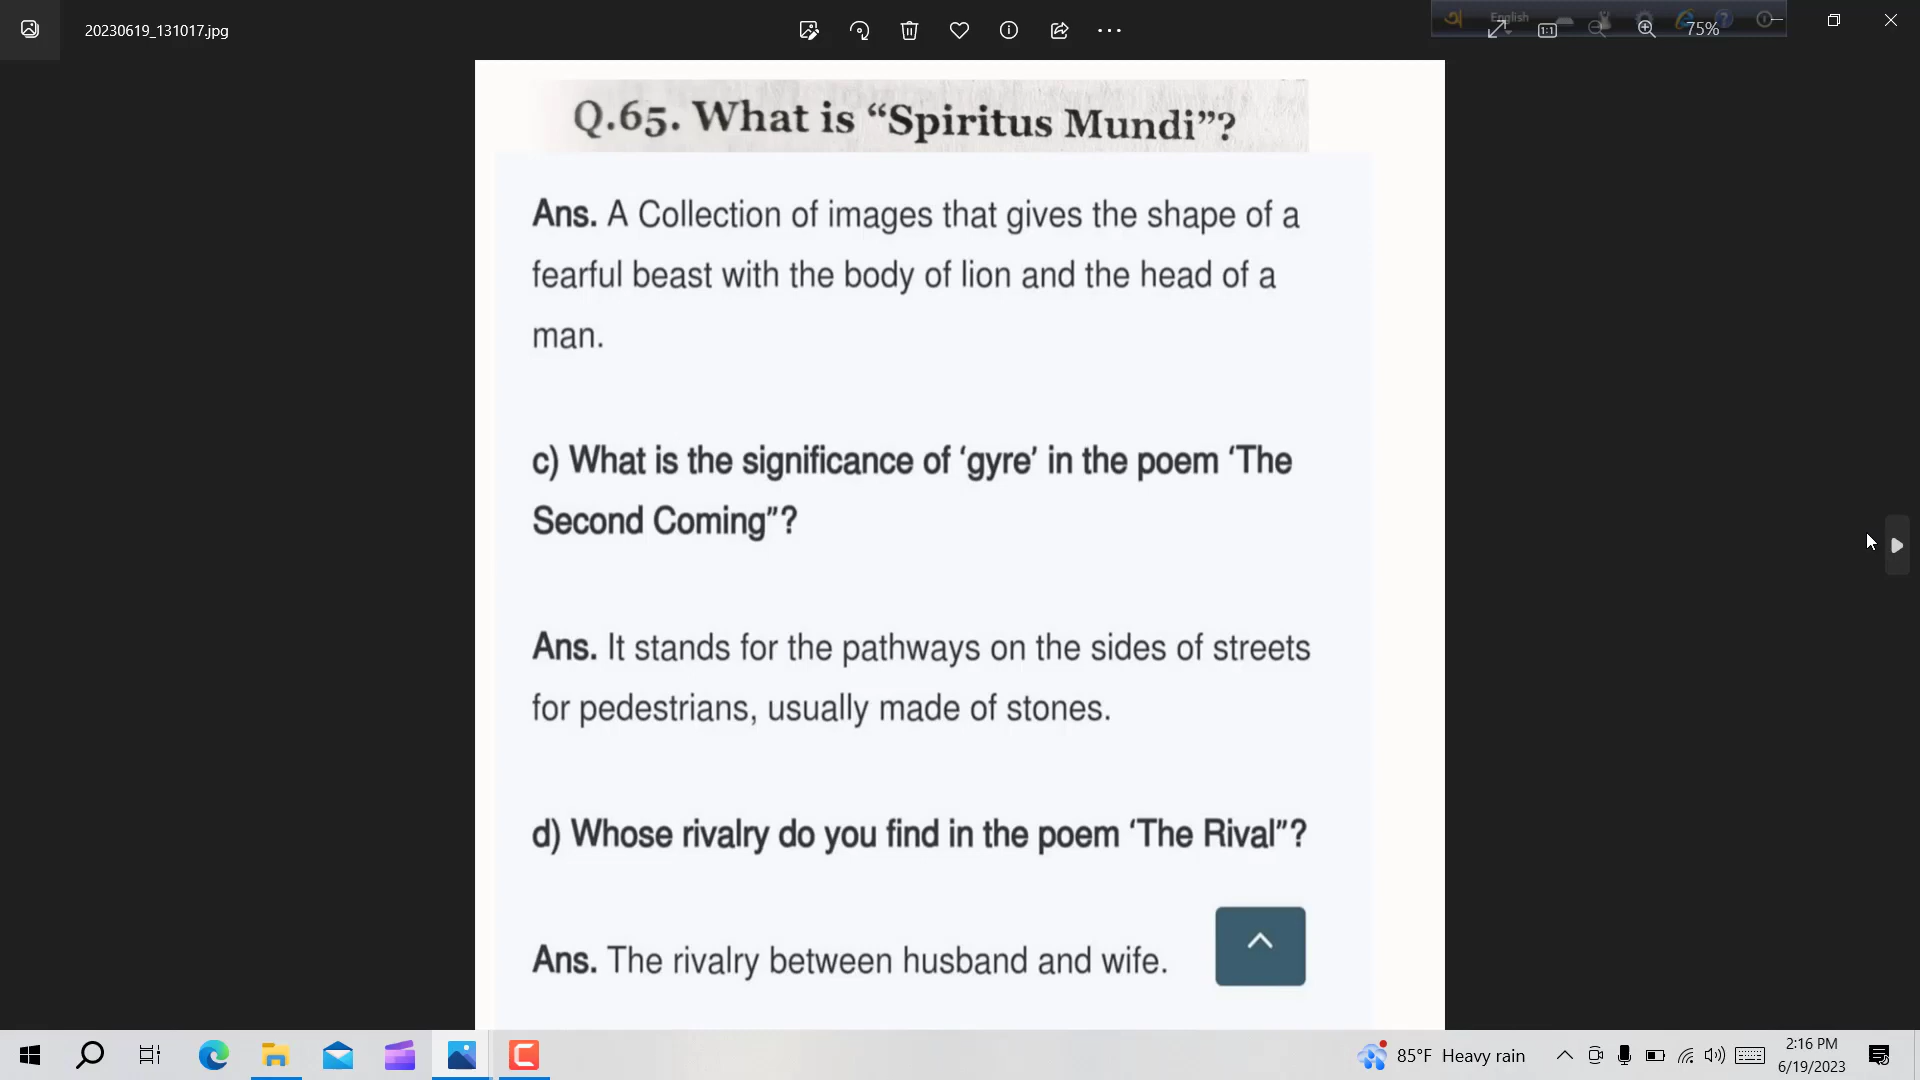 20230619_131017.jpg
English
75%
Q.65. What is “Spiritus Mundi”?
Ans. A Collection of images that gives the shape of a
fearful beast with the body of lion and the head of a
man.
c) What is the significance of ‘gyre’ in the poem ‘The
Second Coming”?
Ans. It stands for the pathways on the sides of streets
for pedestrians, usually made of stones.
d) Whose rivalry do you find in the poem ‘The Rival”?
Ans. The rivalry between husband and wife.
85°F Heavy rain
2:16 PM
6/19/2023